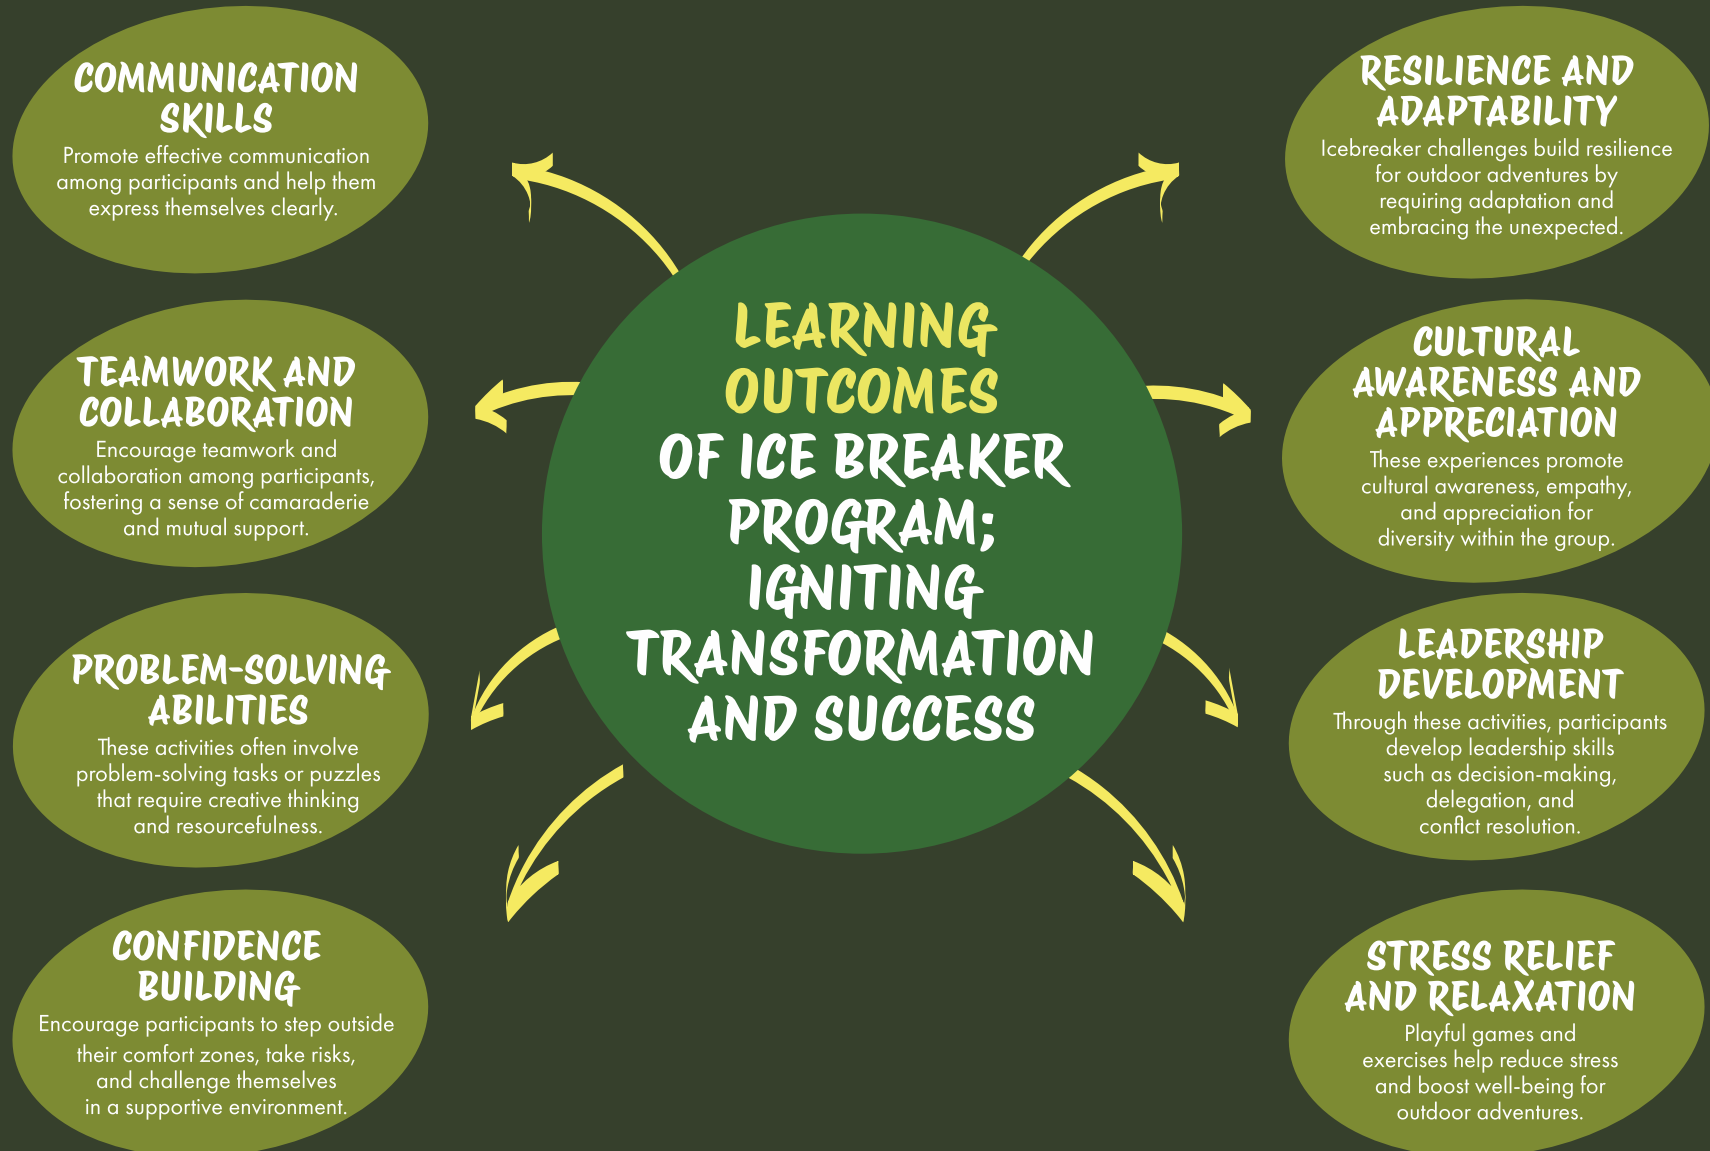 COMMUNICATION
SKILLS
Promote effective communication
among participants and help them
express themselves clearly.
TEAMWORK AND
COLLABORATION
Encourage teamwork and
collaboration among participants,
fostering a sense of camaraderie
and mutual support.
PROBLEM-SOLVING
ABILITIES
These activities often involve
problem-solving tasks or puzzles
that require creative thinking
and resourcefulness.
CONFIDENCE
BUILDING
Encourage participants to step outside
their comfort zones, take risks,
and challenge themselves
in a supportive environment.
LEARNING
OUTCOMES
OF ICE BREAKER
PROGRAM;
IGNITING
TRANSFORMATION
AND SUCCESS
RESILIENCE AND
ADAPTABILITY
Icebreaker challenges build resilience
for outdoor adventures by
requiring adaptation and
embracing the unexpected.
CULTURAL
AWARENESS AND
APPRECIATION
These experiences promote
cultural awareness, empathy,
and appreciation for
diversity within the group.
LEADERSHIP
DEVELOPMENT
Through these activities, participants
develop leadership skills
such as decision-making,
delegation, and
conflct resolution.
STRESS RELIEF
AND RELAXATION
Playful games and
exercises help reduce stress
and boost well-being for
outdoor adventures.